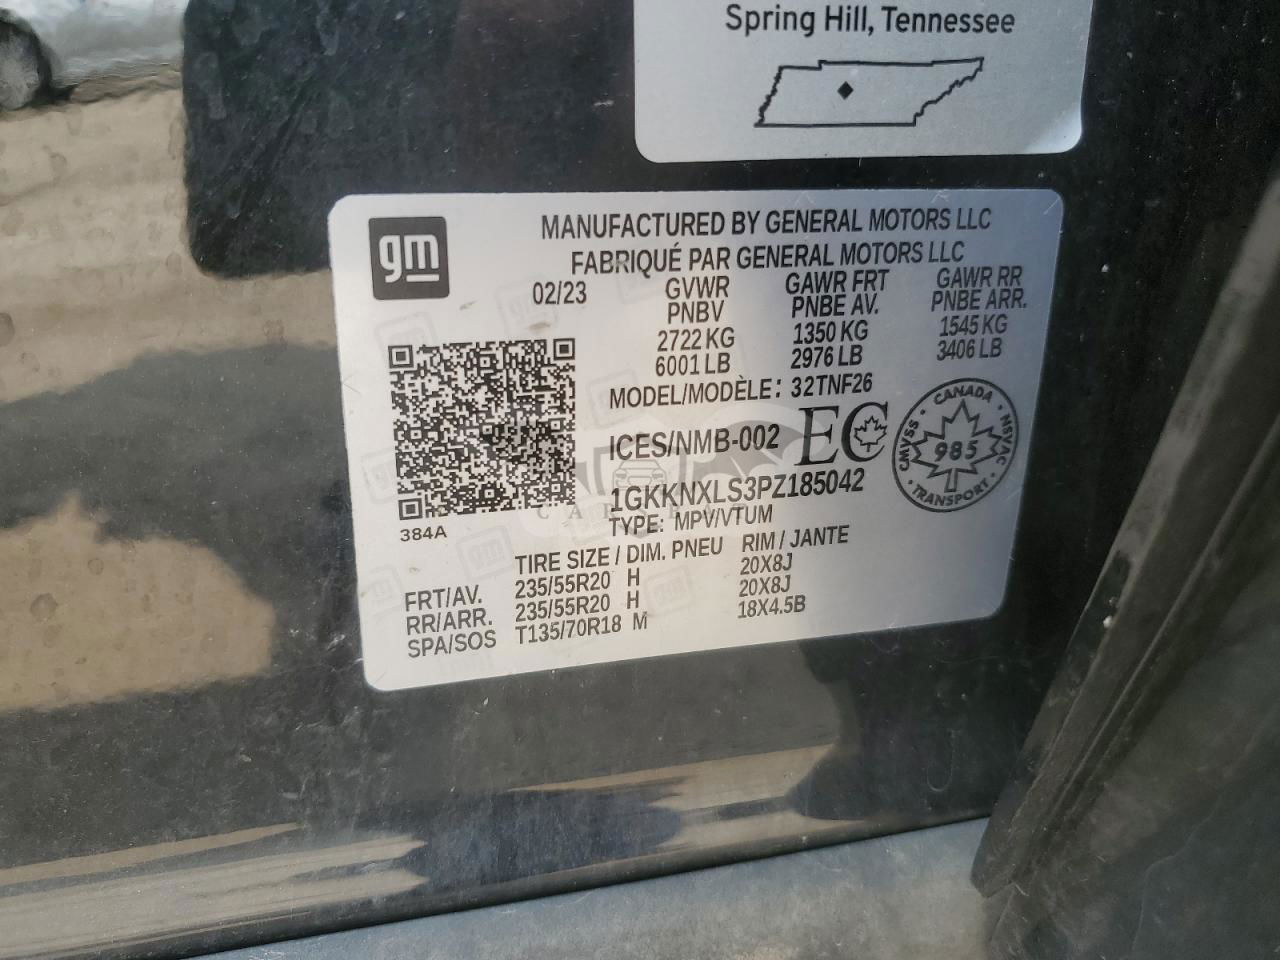 Spring Hill, Tennessee
gm
MANUFACTURED BY GENERAL MOTORS LLC
FABRIQUÉ PAR GENERAL MOTORS LLC
02/23 GVWR GAWR FRT GAWR RR
PNBV PNBE AV. PNBE ARR.
2722 KG 1350 KG 1545 KG
6001 LB 2976 LB 3406 LB
MODEL/MODÈLE: 32TNF26
ICES/NMB-002 EC
CANADA
CMVSS NSVAC
985
TRANSPORT
1GKKNXLS3PZ185042
384A
TYPE: MPV/VTUM
TIRE SIZE / DIM. PNEU RIM / JANTE
FRT/AV. 235/55R20 H 20X8J
RR/ARR. 235/55R20 H 20X8J
SPA/SOS T135/70R18 M 18X4.5B